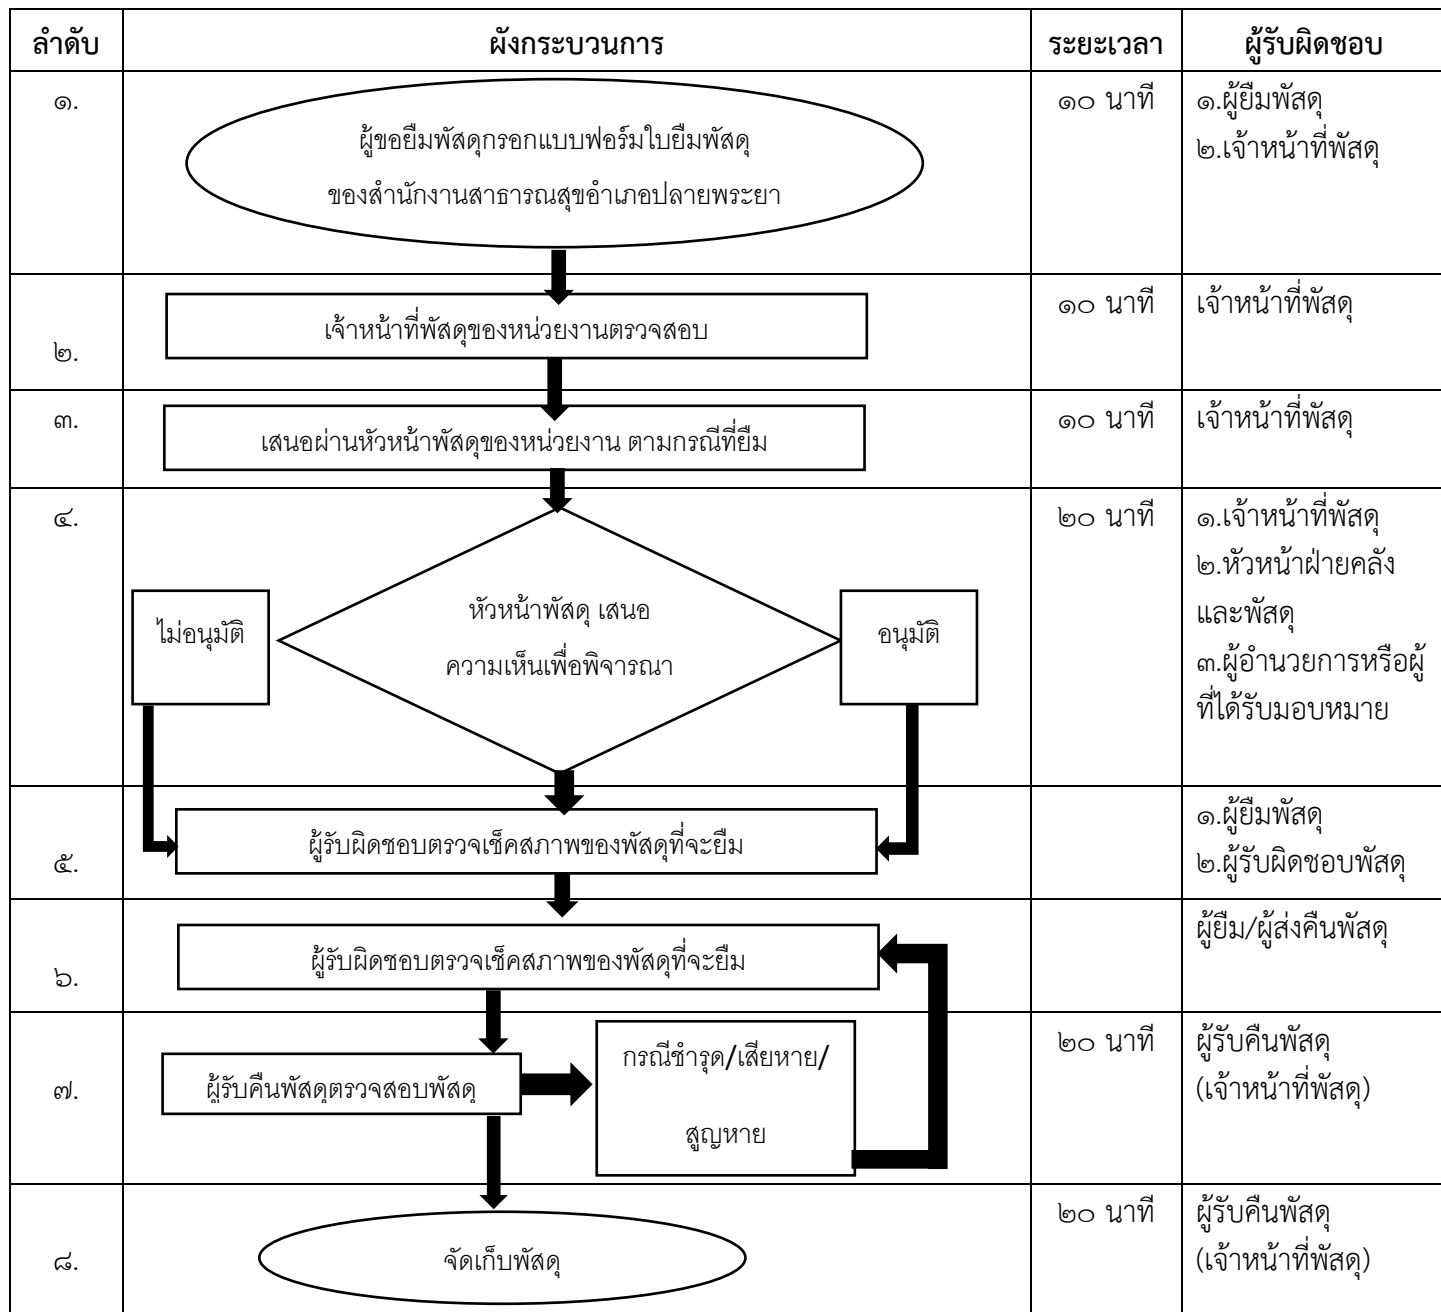 ลำดับ ผังกระบวนการ ระยะเวลา ผู้รับผิดชอบ
๑. ๑๐ นาที ๑.ผู้ยืมพัสดุ
ผู้ขอยืมพัสดุกรอกแบบฟอร์มใบยืมพัสดุ
๒.เจ้าหน้าที่พัสดุ
ของสำนักงานสาธารณสุขอำเภอปลายพระยา
๑๐ นาที เจ้าหน้าที่พัสดุ
เจ้าหน้าที่พัสดุของหน่วยงานตรวจสอบ
๒.
๓. ๑๐ นาที เจ้าหน้าที่พัสดุ
เสนอผ่านหัวหน้าพัสดุของหน่วยงาน ตามกรณีที่ยืม
๔. ๒๐ นาที ๑.เจ้าหน้าที่พัสดุ
๒.หัวหน้าฝ่ายคลัง
และพัสดุ
๓.ผู้อำนวยการหรือผู้
ที่ได้รับมอบหมาย
ไม่อนุมัติ
หัวหน้าพัสดุ เสนอ
ความเห็นเพื่อพิจารณา
อนุมัติ
๑.ผู้ยืมพัสดุ
ผู้รับผิดชอบตรวจเช็คสภาพของพัสดุที่จะยืม
๕. ๒.ผู้รับผิดชอบพัสดุ
ผู้ยืม/ผู้ส่งคืนพัสดุ
ผู้รับผิดชอบตรวจเช็คสภาพของพัสดุที่จะยืม
๖.
๒๐ นาที ผู้รับคืนพัสดุ
(เจ้าหน้าที่พัสดุ)
๗. ผู้รับคืนพัสดุตรวจสอบพัสดุ
กรณีชำรุด/เสียหาย/
สูญหาย
๒๐ นาที ผู้รับคืนพัสดุ
๘. จัดเก็บพัสดุ (เจ้าหน้าที่พัสดุ)